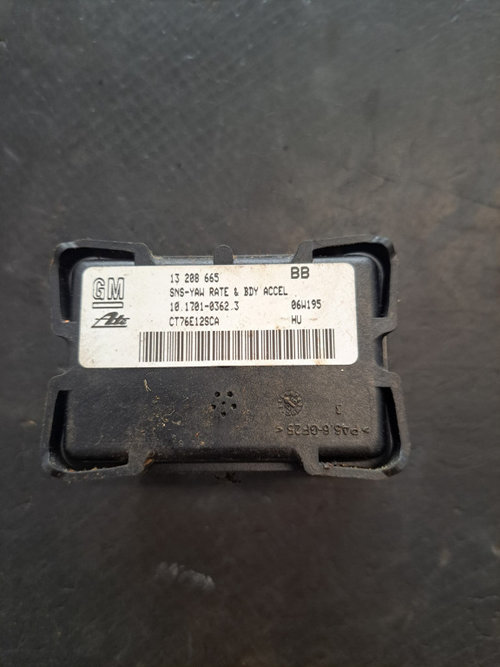 GM
13 208 665
BB
SNS-YAW RATE & BDY ACCEL
Ate
10.1701-0362.3
06W195
CT76E12SCA
HU
3
>PA6.6-GF25<